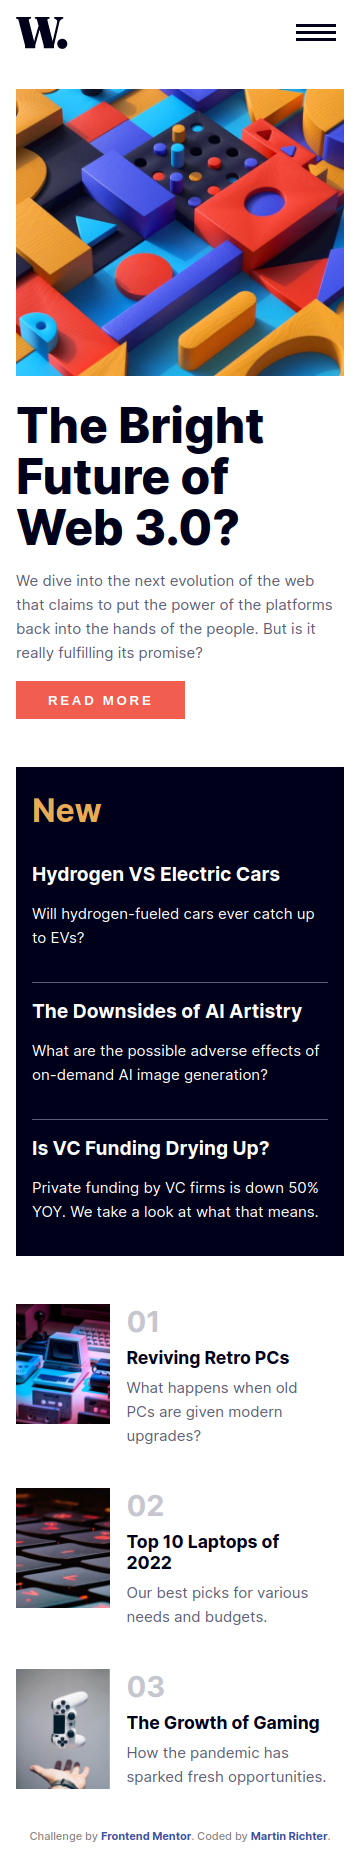 W.
The Bright
Future of
Web 3.0?
We dive into the next evolution of the web
that claims to put the power of the platforms
back into the hands of the people. But is it
really fulfilling its promise?
READ MORE
New
Hydrogen VS Electric Cars
Will hydrogen-fueled cars ever catch up
to EVs?
The Downsides of AI Artistry
What are the possible adverse effects of
on-demand AI image generation?
Is VC Funding Drying Up?
Private funding by VC firms is down 50%
YOY. We take a look at what that means.
01
Reviving Retro PCs
What happens when old
PCs are given modern
upgrades?
02
Top 10 Laptops of
2022
Our best picks for various
needs and budgets.
03
The Growth of Gaming
How the pandemic has
sparked fresh opportunities.
Challenge by Frontend Mentor. Coded by Martin Richter.